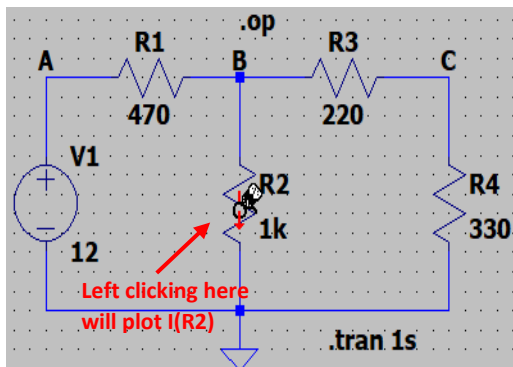 .op
R1
R3
A
B
C
470
220
V1
R2
R4
1k
330
12
Left clicking here
will plot I(R2)
.tran 1s